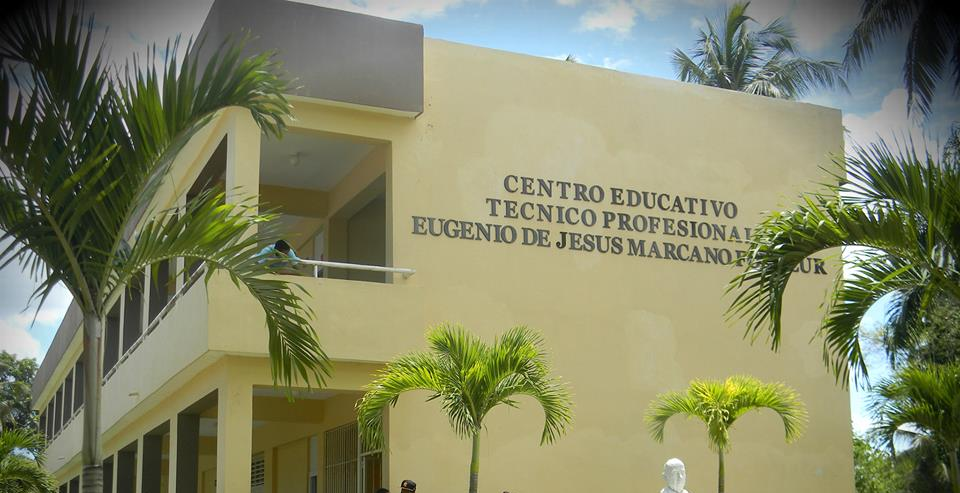 CENTRO EDUCATIVO
TECNICO PROFESIONAL
EUGENIO DE JESUS MARCANO